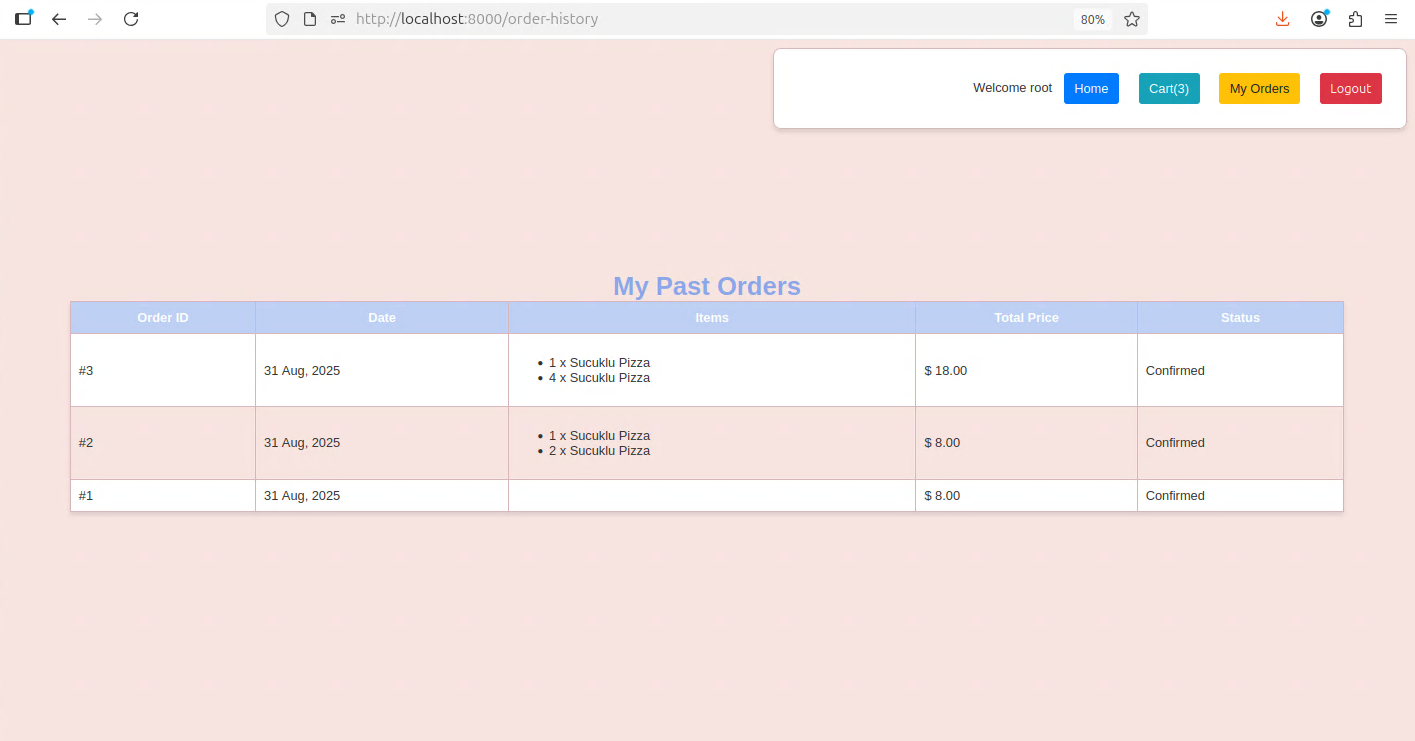 http://localhost:8000/order-history 80%
Welcome root Home Cart(3) My Orders Logout
My Past Orders
Order ID Date Items Total Price Status
#3 31 Aug, 2025 • 1 x Sucuklu Pizza $ 18.00 Confirmed
• 4 x Sucuklu Pizza
#2 31 Aug, 2025 • 1 x Sucuklu Pizza $ 8.00 Confirmed
• 2 x Sucuklu Pizza
#1 31 Aug, 2025 $ 8.00 Confirmed